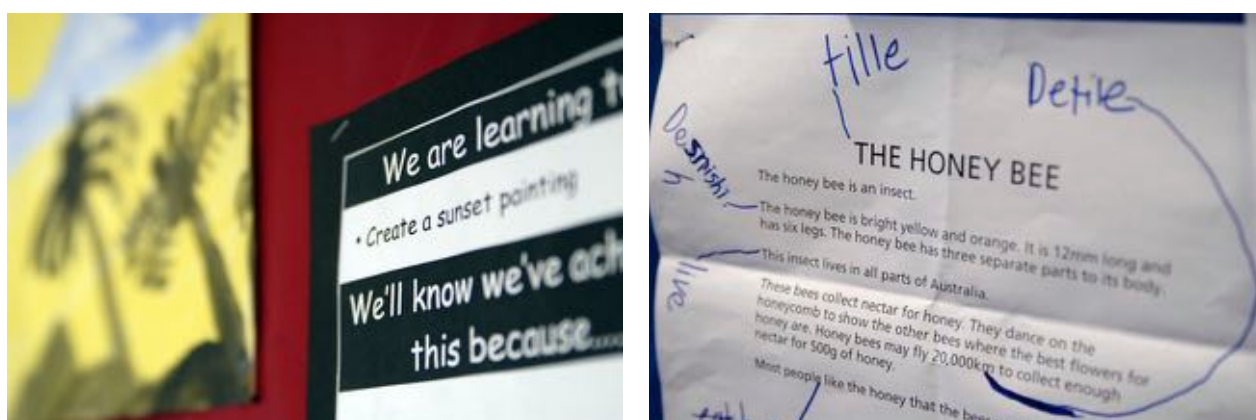 We are learning t
• Create a sunset painting
We'll know we've ach
this because....
title
Detile
THE HONEY BEE
The honey bee is an insect.
The honey bee is bright yellow and orange. It is 12mm long and
has six legs. The honey bee has three separate parts to its body.
live
This insect lives in all parts of Australia.
These bees collect nectar for honey. They dance on the
honeycomb to show the other bees where the best flowers for
honey are. Honey bees may fly 20,000km to collect enough
nectar for 500g of honey.
Most people like the honey that the bees